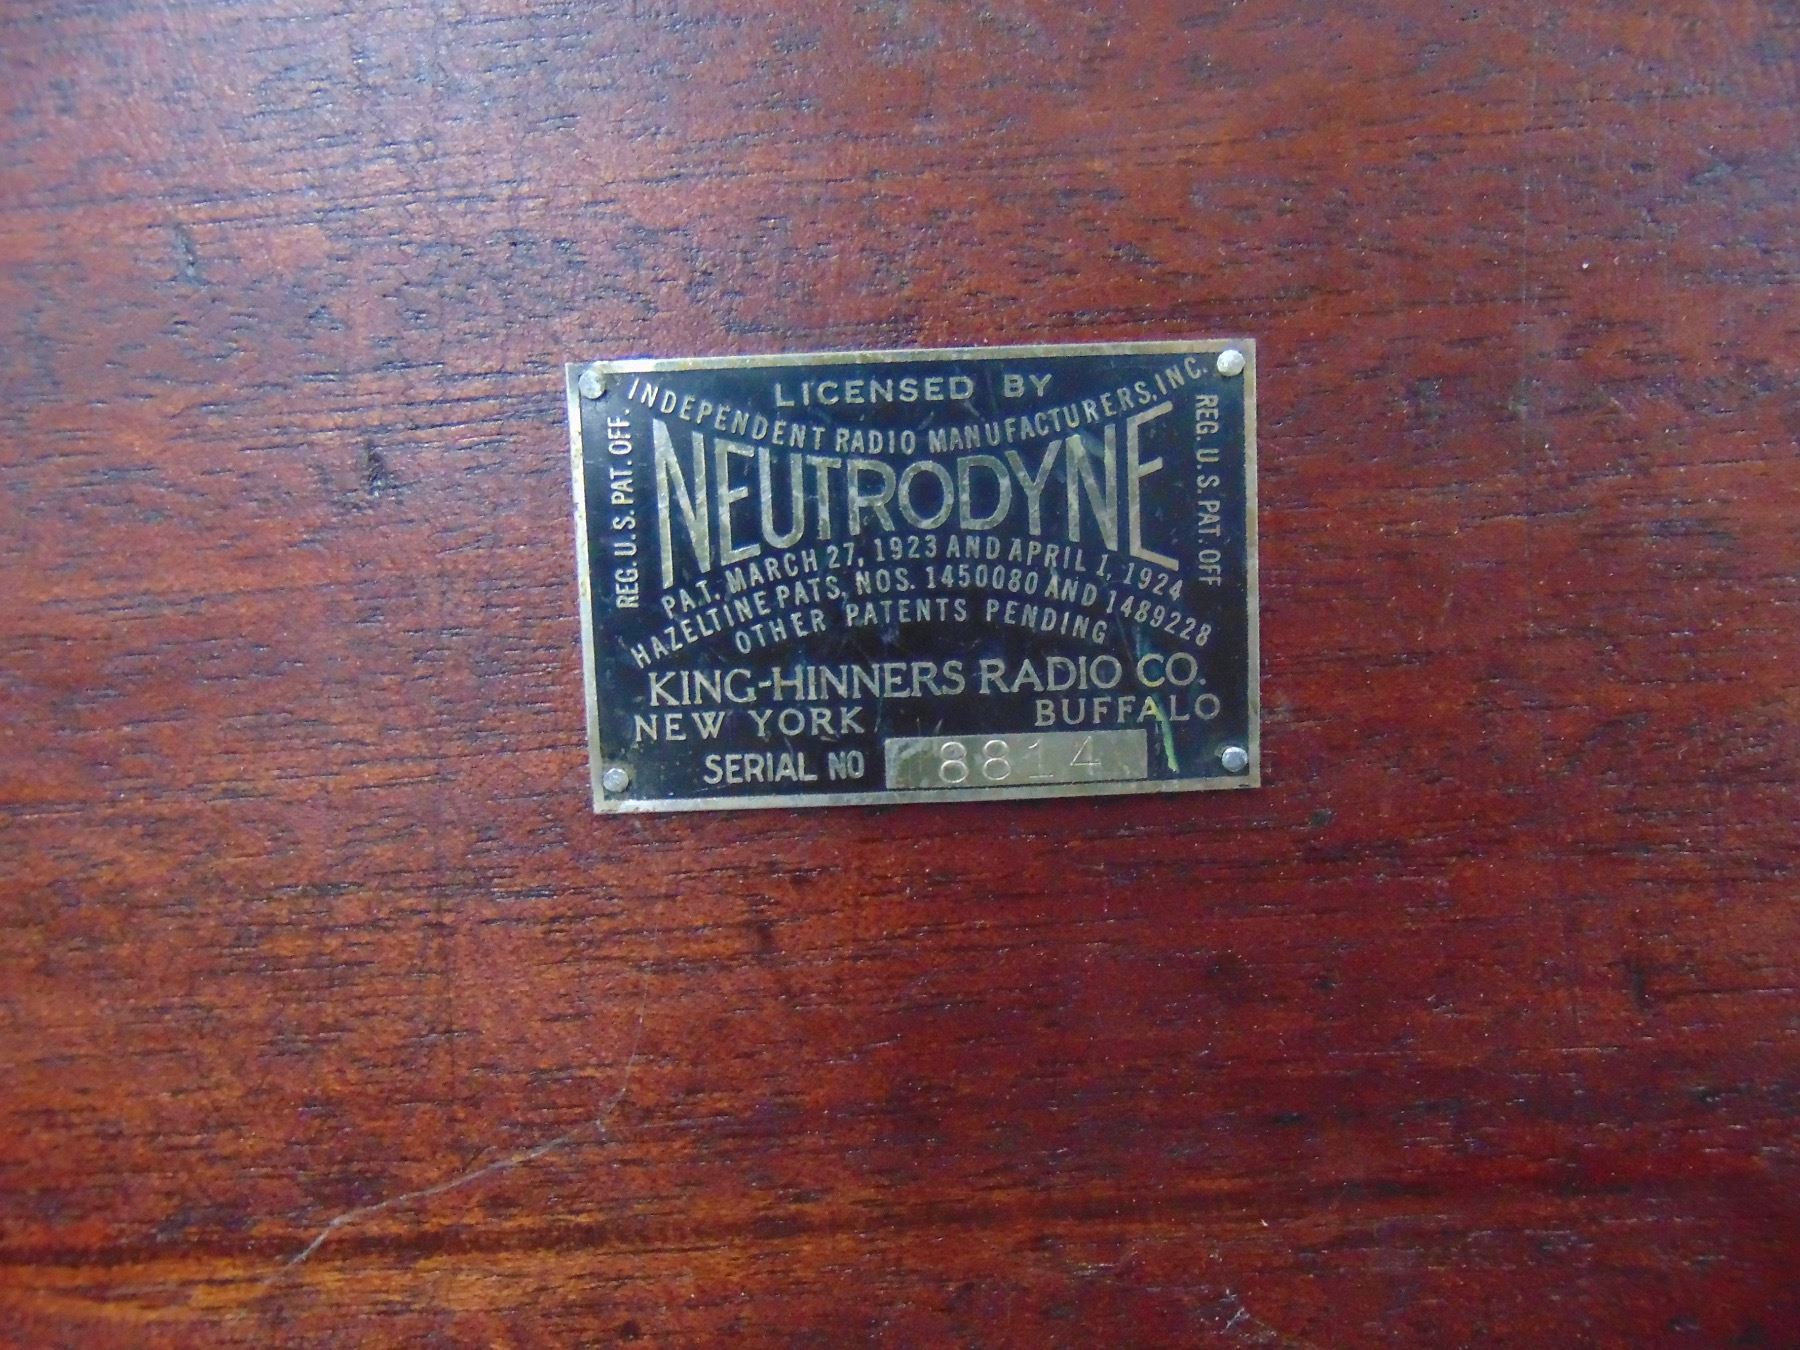 LICENSED BY
INDEPENDENT RADIO MANUFACTURERS, INC.
REG. U.S. PAT. OFF.
NEUTRODYNE
REG. U.S. PAT. OFF
PAT. MARCH 27, 1923 AND APRIL 1, 1924
HAZELTINE PATS, NOS. 1450080 AND 1489228
OTHER PATENTS PENDING
KING-HINNERS RADIO CO.
NEW YORK BUFFALO
SERIAL NO 8814